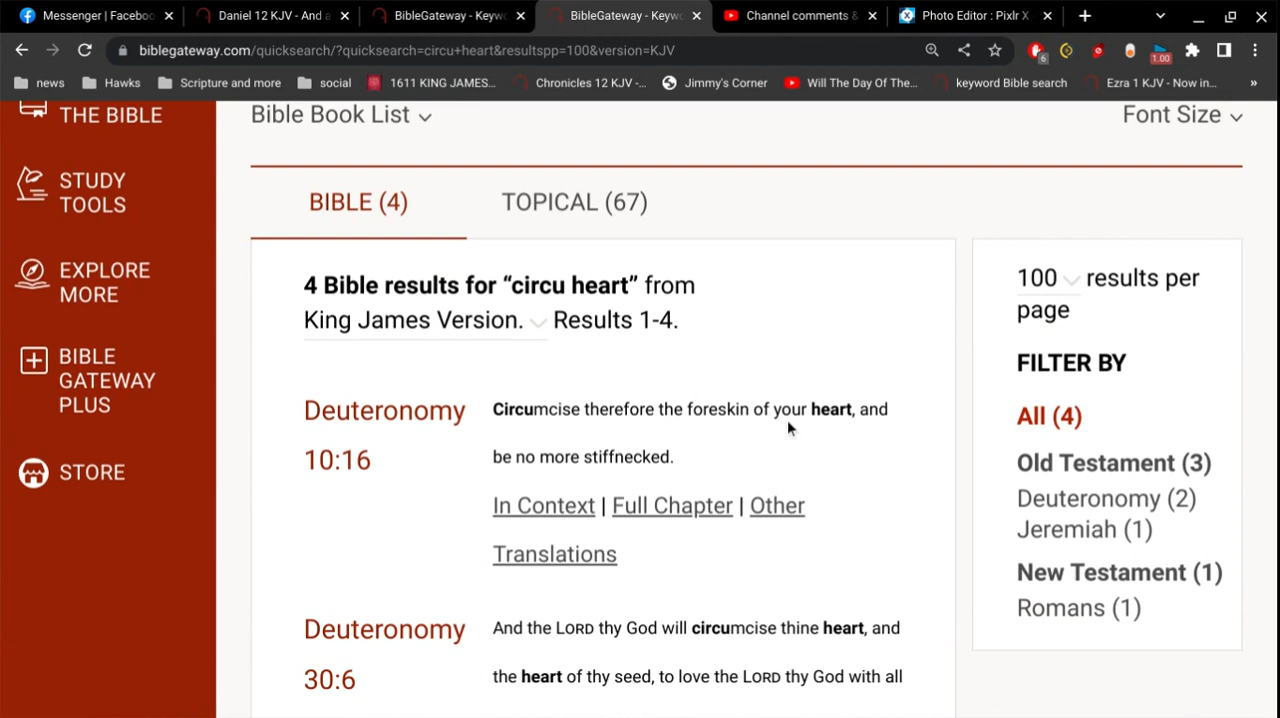 Messenger | Faceboo
Daniel 12 KJV - And a
BibleGateway - Keywo
BibleGateway - Keyw
Channel comments &
Photo Editor : Pixlr X
biblegateway.com/quicksearch/?quicksearch=circu+heart&resultspp=100&version=KJV
6
1.00
news
Hawks
Scripture and more
social
1611 KING JAMES...
Chronicles 12 KJV -...
Jimmy's Corner
Will The Day Of The...
keyword Bible search
Ezra 1 KJV - Now in...
»
THE BIBLE
STUDY
TOOLS
EXPLORE
MORE
BIBLE
GATEWAY
PLUS
STORE
Bible Book List
Font Size
BIBLE (4)
TOPICAL (67)
4 Bible results for “circu heart” from
King James Version. Results 1-4.
Deuteronomy
10:16
Circumcise therefore the foreskin of your heart, and
be no more stiffnecked.
In Context | Full Chapter | Other
Translations
Deuteronomy
30:6
And the LORD thy God will circumcise thine heart, and
the heart of thy seed, to love the LORD thy God with all
100 results per
page
FILTER BY
All (4)
Old Testament (3)
Deuteronomy (2)
Jeremiah (1)
New Testament (1)
Romans (1)